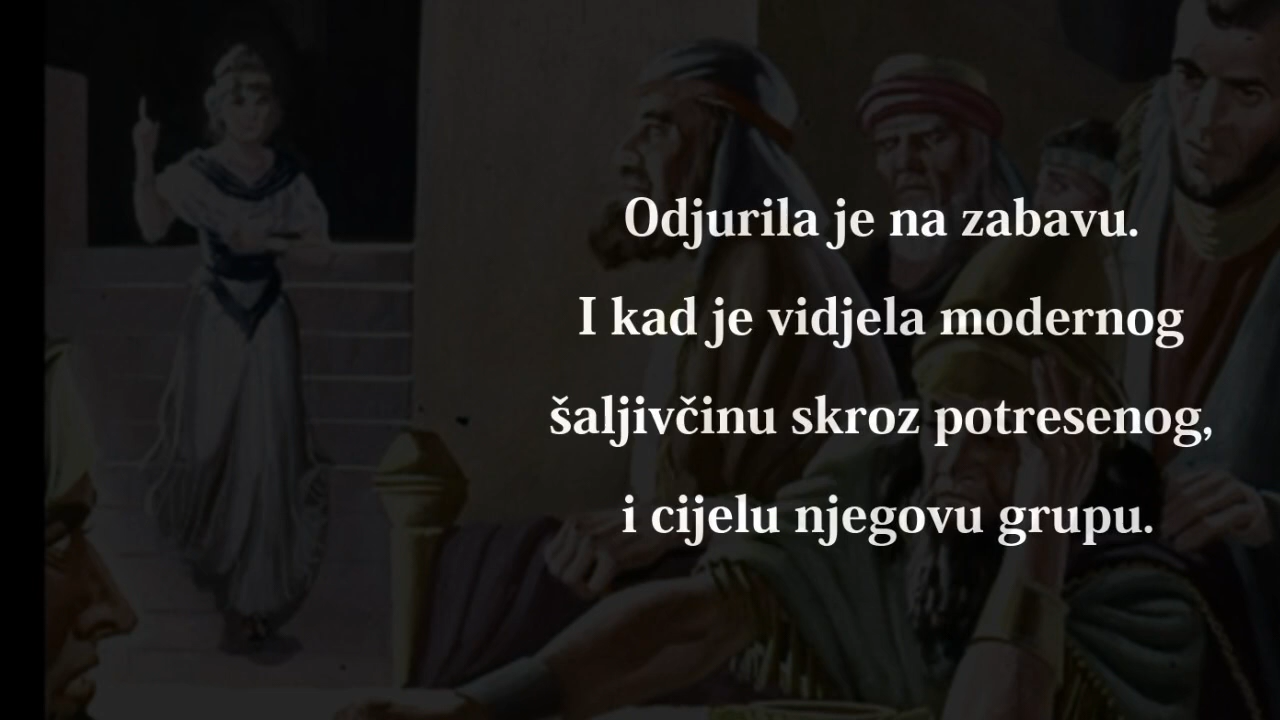 Odjurila je na zabavu.
I kad je vidjela modernog
šaljivčinu skroz potresenog,
i cijelu njegovu grupu.